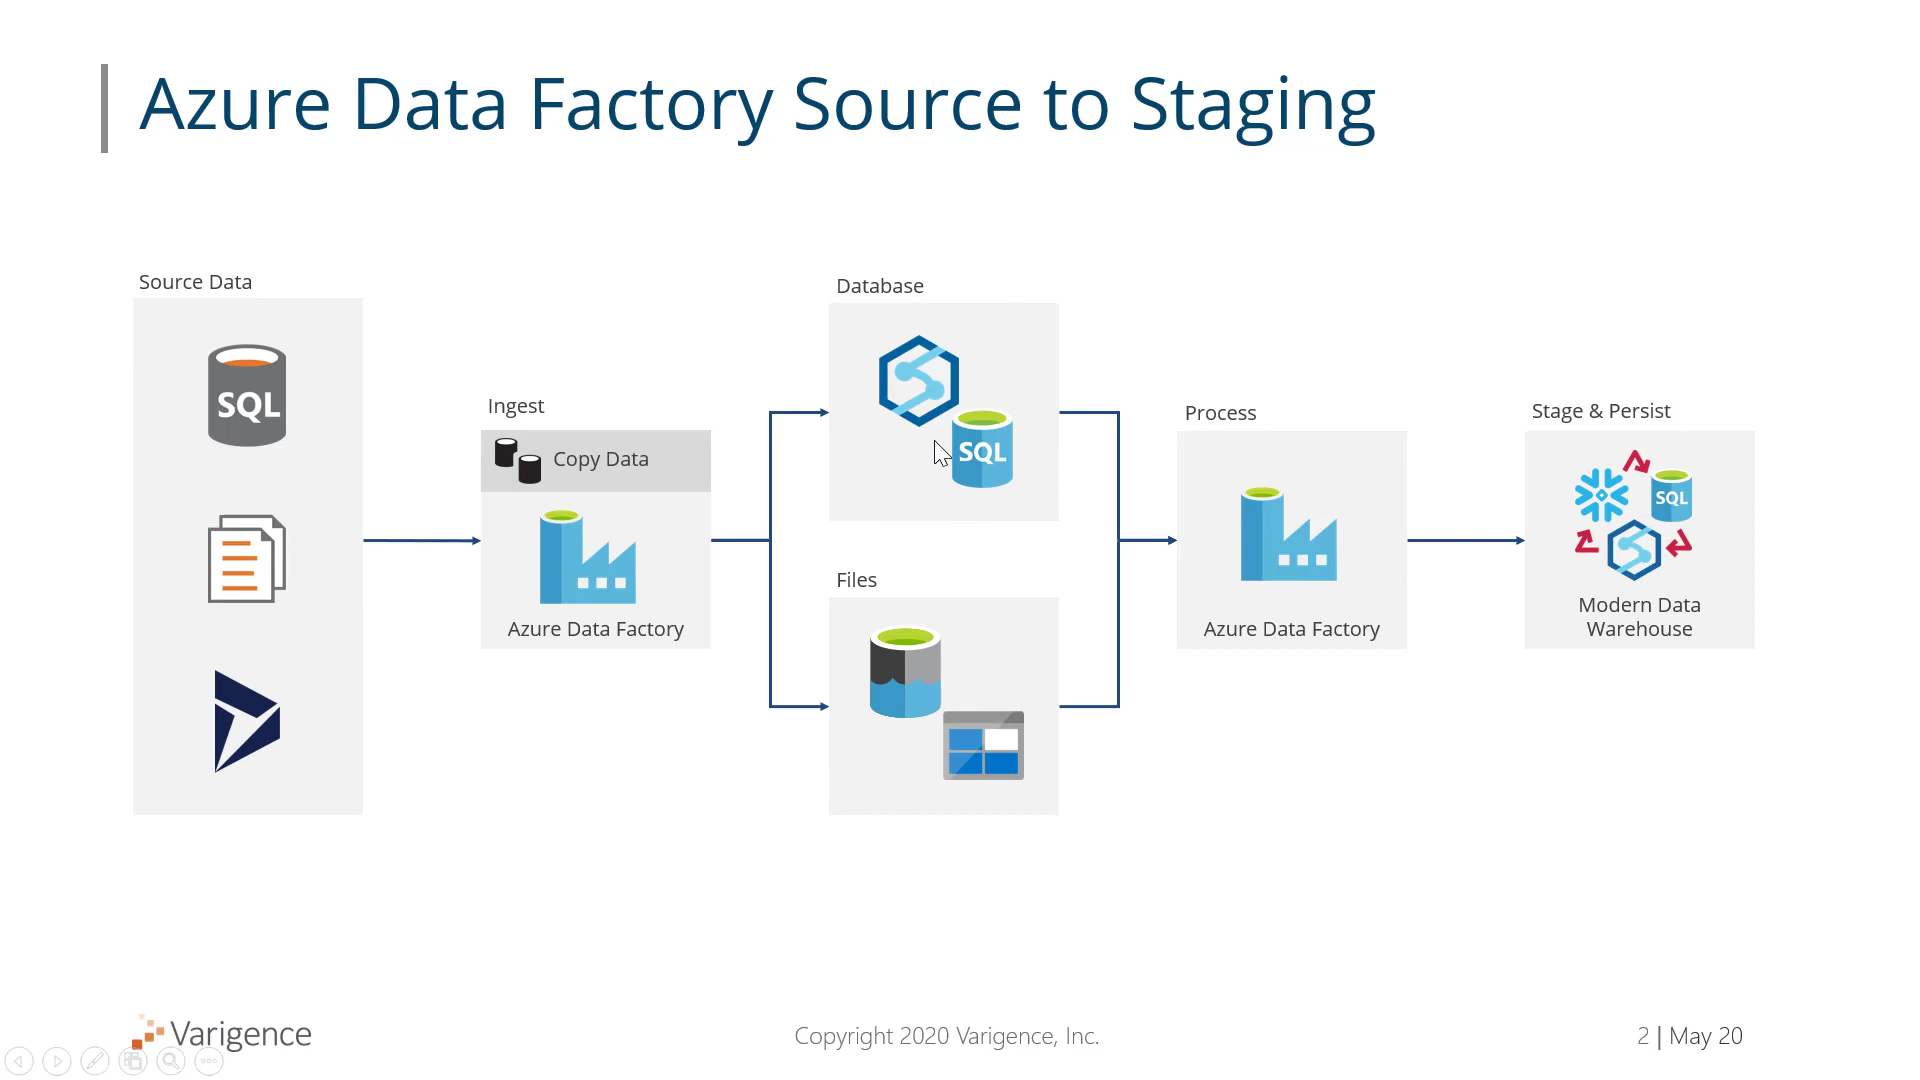 Azure Data Factory Source to Staging
Source Data
SQL
Ingest
Copy Data
Azure Data Factory
Database
SQL
Files
Process
Azure Data Factory
Stage & Persist
SQL
Modern Data
Warehouse
Varigence
Copyright 2020 Varigence, Inc.
2 | May 20